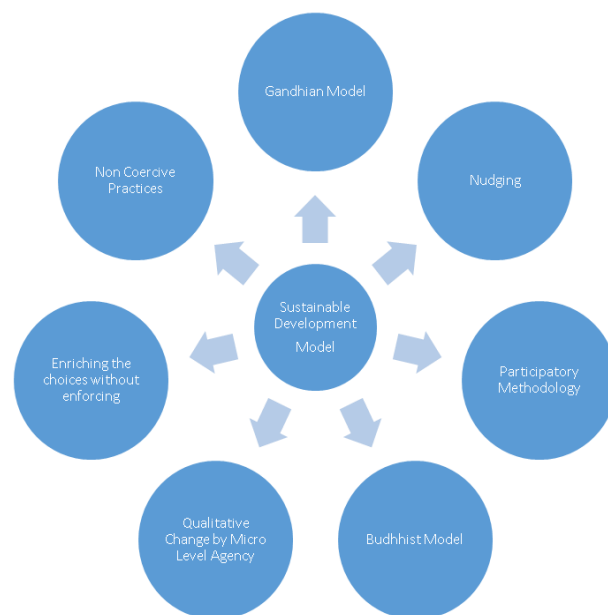 Gandhian Model
Nudging
Participatory
Methodology
Budhhist Model
Qualitative
Change by Micro
Level Agency
Enriching the
choices without
enforcing
Non Coercive
Practices
Sustainable
Development
Model